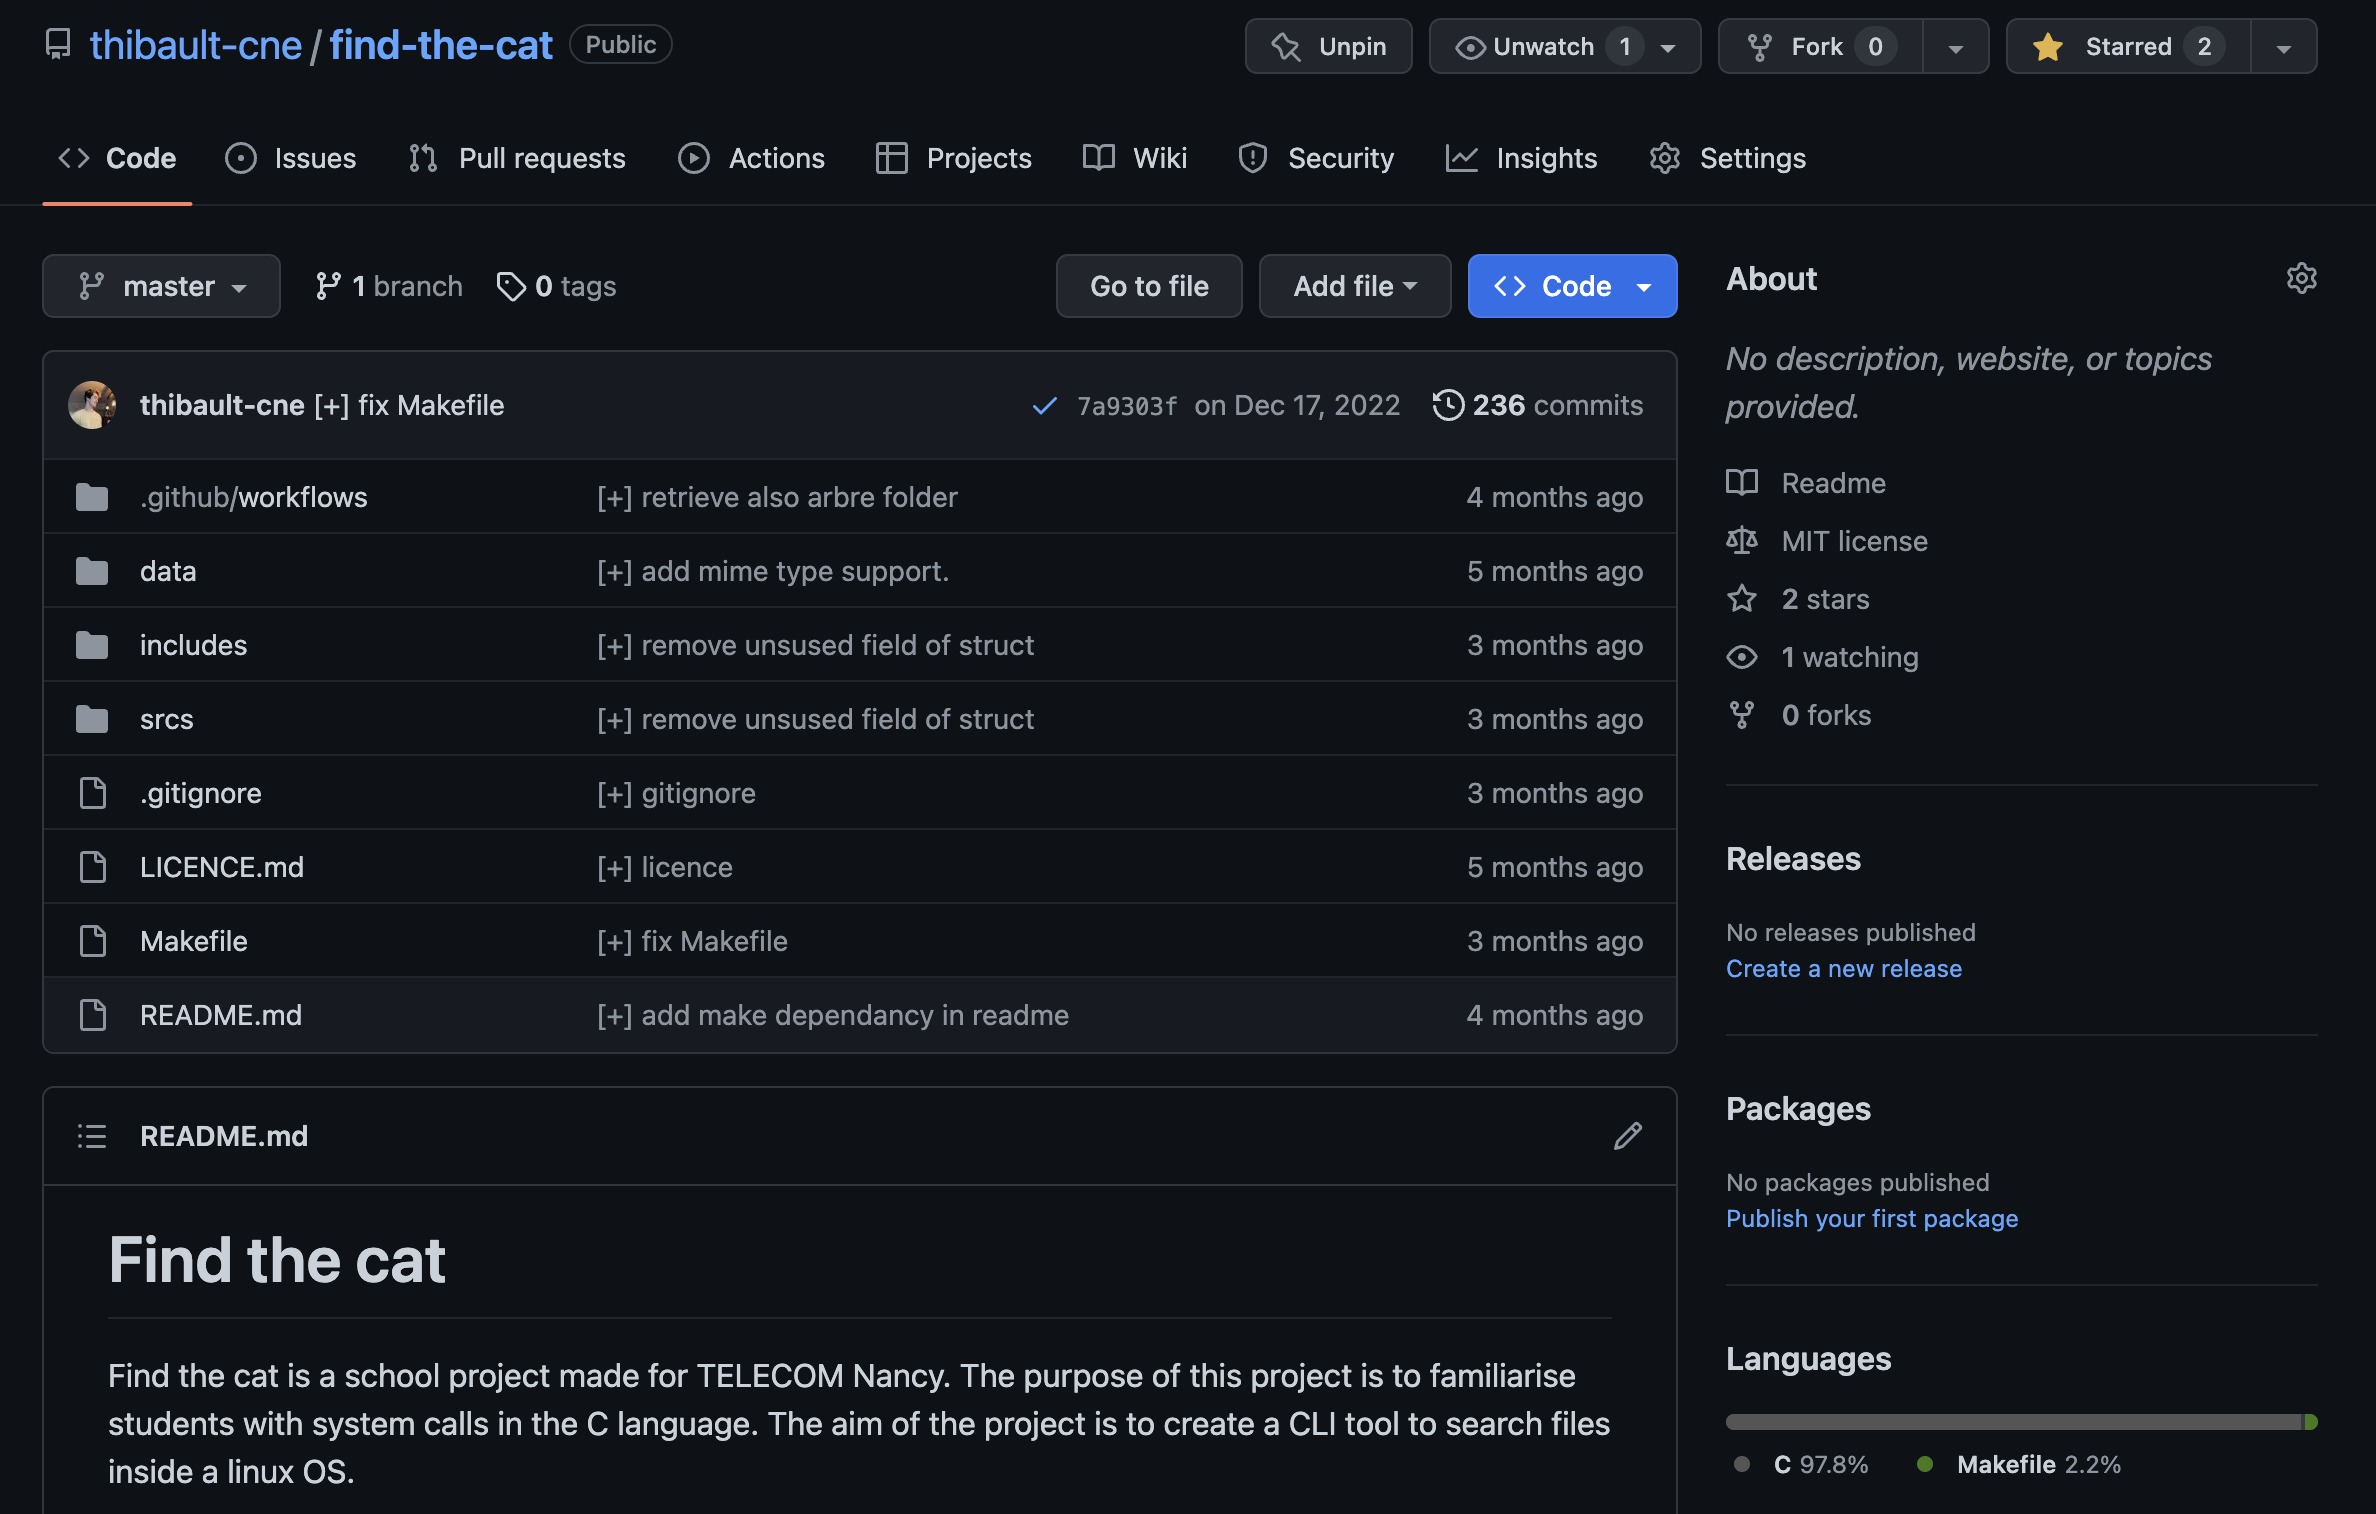 thibault-cne / find-the-cat Public Unpin Unwatch 1 Fork 0 Starred 2
Code Issues Pull requests Actions Projects Wiki Security Insights Settings
master 1 branch 0 tags Go to file Add file Code
thibault-cne [+] fix Makefile 7a9303f on Dec 17, 2022 236 commits
.github/workflows [+] retrieve also arbre folder 4 months ago
data [+] add mime type support. 5 months ago
includes [+] remove unsused field of struct 3 months ago
srcs [+] remove unsused field of struct 3 months ago
.gitignore [+] gitignore 3 months ago
LICENCE.md [+] licence 5 months ago
Makefile [+] fix Makefile 3 months ago
README.md [+] add make dependancy in readme 4 months ago
README.md
Find the cat
Find the cat is a school project made for TELECOM Nancy. The purpose of this project is to familiarise
students with system calls in the C language. The aim of the project is to create a CLI tool to search files
inside a linux OS.
About
No description, website, or topics
provided.
Readme
MIT license
2 stars
1 watching
0 forks
Releases
No releases published
Create a new release
Packages
No packages published
Publish your first package
Languages
C 97.8% Makefile 2.2%